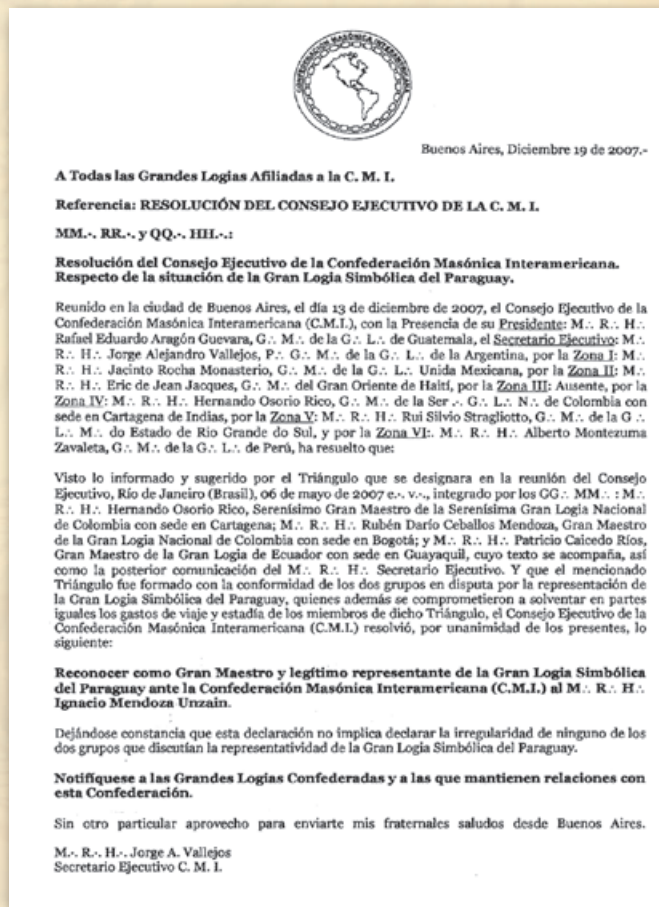 CONFEDERACIÓN MASÓNICA INTERAMERICANA
Buenos Aires, Diciembre 19 de 2007.-
A Todas las Grandes Logias Afiliadas a la C. M. I.
Referencia: RESOLUCIÓN DEL CONSEJO EJECUTIVO DE LA C. M. I.
MM.·. RR.·. y QQ.·. HH.·.:
Resolución del Consejo Ejecutivo de la Confederación Masónica Interamericana.
Respecto de la situación de la Gran Logia Simbólica del Paraguay.
Reunido en la ciudad de Buenos Aires, el día 13 de diciembre de 2007, el Consejo Ejecutivo de la
Confederación Masónica Interamericana (C.M.I.), con la Presencia de su Presidente: M.·. R.·. H.·.
Rafael Eduardo Aragón Guevara, G.·. M.·. de la G.·. L.·. de Guatemala, el Secretario Ejecutivo: M.·.
R.·. H.·. Jorge Alejandro Vallejos, P.·. G.·. M.·. de la G.·. L.·. de la Argentina, por la Zona I: M.·.
R.·. H.·. Jacinto Rocha Monasterio, G.·. M.·. de la G.·. L.·. Unida Mexicana, por la Zona II: M.·.
R.·. H.·. Eric de Jean Jacques, G.·. M.·. del Gran Oriente de Haití, por la Zona III: Ausente, por la
Zona IV: M.·. R.·. H.·. Hernando Osorio Rico, G.·. M.·. de la Ser .·. G.·. L.·. N.·. de Colombia con
sede en Cartagena de Indias, por la Zona V: M.·. R.·. H.·. Rui Silvio Stragliotto, G.·. M.·. de la G .·.
L.·. M.·. do Estado de Rio Grande do Sul, y por la Zona VI:. M.·. R.·. H.·. Alberto Montezuma
Zavaleta, G.·. M.·. de la G.·. L.·. de Perú, ha resuelto que:
Visto lo informado y sugerido por el Triángulo que se designara en la reunión del Consejo
Ejecutivo, Río de Janeiro (Brasil), 06 de mayo de 2007 e.·. v.·., integrado por los GG.·. MM.·. : M.·.
R.·. H.·. Hernando Osorio Rico, Serenísimo Gran Maestro de la Serenísima Gran Logia Nacional
de Colombia con sede en Cartagena; M.·. R.·. H.·. Rubén Darío Ceballos Mendoza, Gran Maestro
de la Gran Logia Nacional de Colombia con sede en Bogotá; y M.·. R.·. H.·. Patricio Caicedo Ríos,
Gran Maestro de la Gran Logia de Ecuador con sede en Guayaquil, cuyo texto se acompaña, así
como la posterior comunicación del M.·. R.·. H.·. Secretario Ejecutivo. Y que el mencionado
Triángulo fue formado con la conformidad de los dos grupos en disputa por la representación de
la Gran Logia Simbólica del Paraguay, quienes además se comprometieron a solventar en partes
iguales los gastos de viaje y estadía de los miembros de dicho Triángulo, el Consejo Ejecutivo de la
Confederación Masónica Interamericana (C.M.I.) resolvió, por unanimidad de los presentes, lo
siguiente:
Reconocer como Gran Maestro y legítimo representante de la Gran Logia Simbólica
del Paraguay ante la Confederación Masónica Interamericana (C.M.I.) al M.·. R.·. H.·.
Ignacio Mendoza Unzain.
Dejándose constancia que esta declaración no implica declarar la irregularidad de ninguno de los
dos grupos que discutían la representatividad de la Gran Logia Simbólica del Paraguay.
Notifíquese a las Grandes Logias Confederadas y a las que mantienen relaciones con
esta Confederación.
Sin otro particular aprovecho para enviarte mis fraternales saludos desde Buenos Aires.
M.·. R.·. H.·. Jorge A. Vallejos
Secretario Ejecutivo C. M. I.